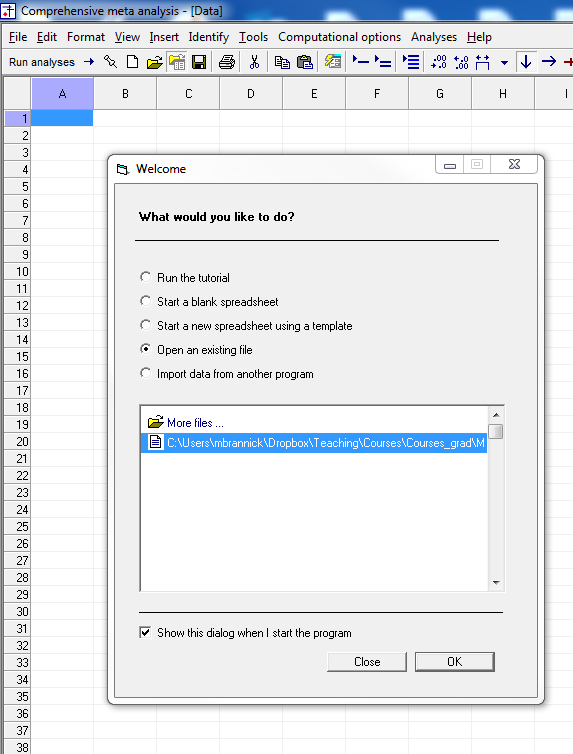 Comprehensive meta analysis - [Data]
File Edit Format View Insert Identify Tools Computational options Analyses Help
Run analyses
A B C D E F G H I
1
2
3
4
5
6
7
8
9
10
11
12
13
14
15
16
17
18
19
20
21
22
23
24
25
26
27
28
29
30
31
32
33
34
35
36
37
38
Welcome
What would you like to do?
Run the tutorial
Start a blank spreadsheet
Start a new spreadsheet using a template
Open an existing file
Import data from another program
More files ...
C:\Users\mbrannick\Dropbox\Teaching\Courses\Courses_grad\M
Show this dialog when I start the program
Close OK